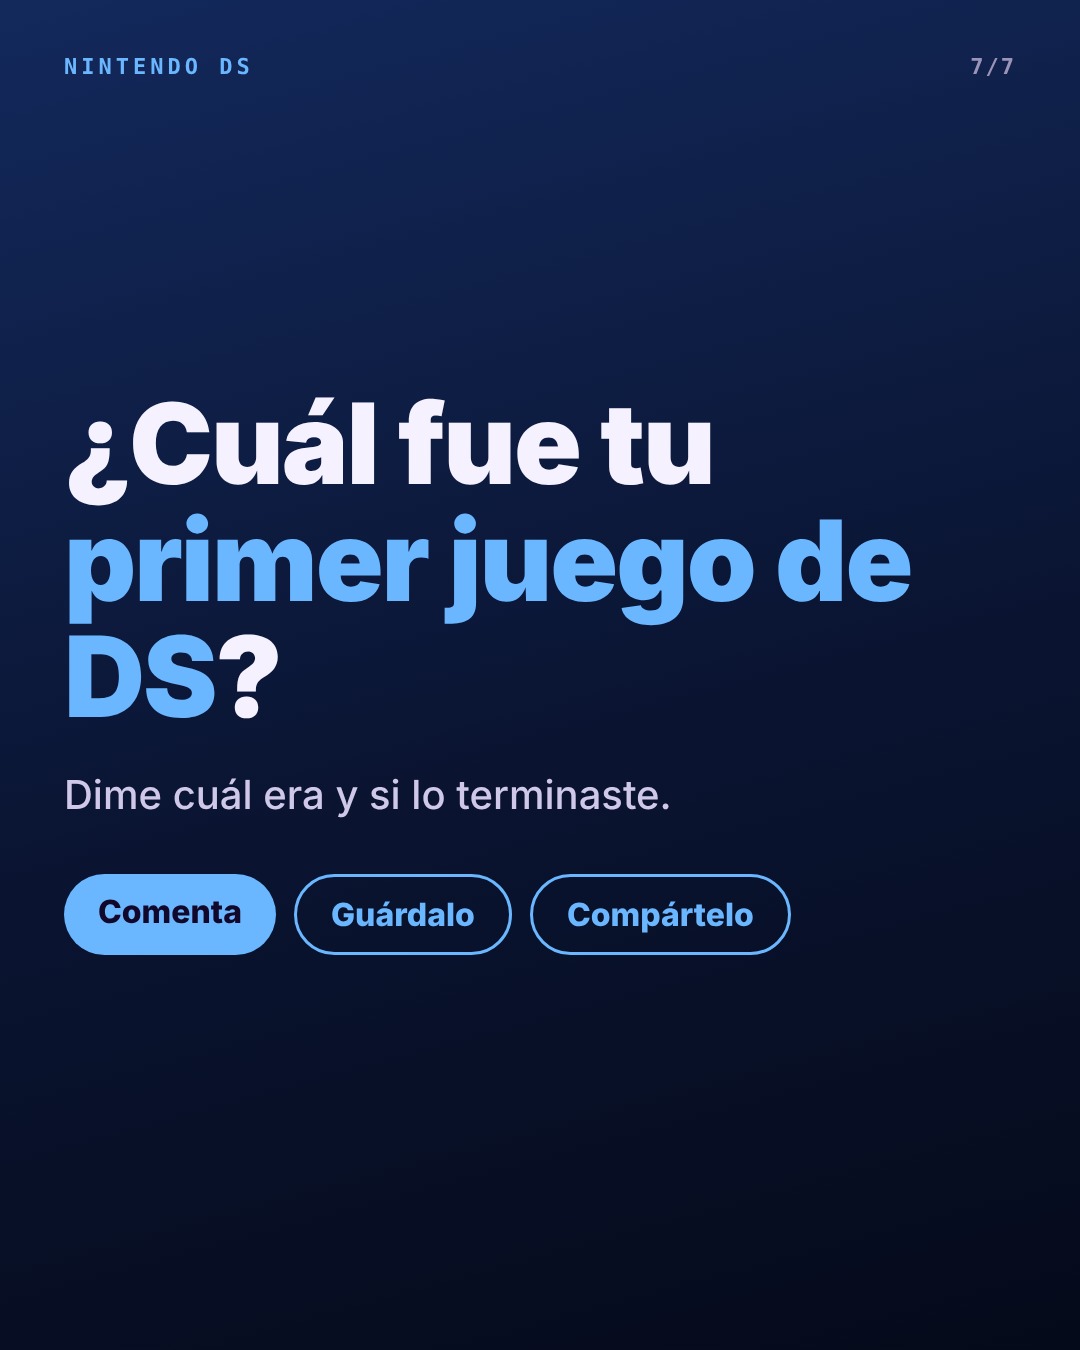 NINTENDO DS
7/7
¿Cuál fue tu
primer juego de
DS?
Dime cuál era y si lo terminaste.
Comenta
Guárdalo
Compártelo